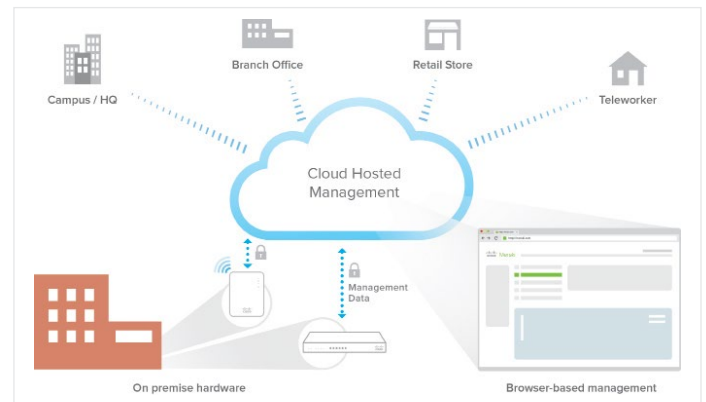 Branch Office
Retail Store
Campus / HQ
Teleworker
Cloud Hosted
Management
Management
Data
On premise hardware
Browser-based management